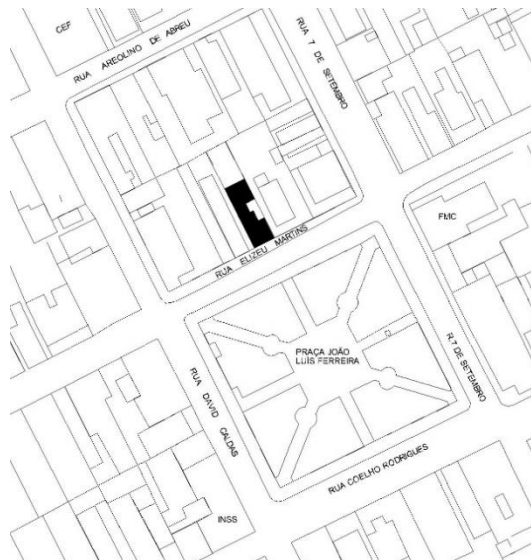 CEF
RUA AREOLINO DE ABREU
RUA 7 DE SETEMBRO
FMC
RUA ELIZEU MARTINS
PRAÇA JOÃO
LUÍS FERREIRA
R.7 DE SETEMBRO
RUA DAVID CALDAS
RUA COELHO RODRIGUES
INSS